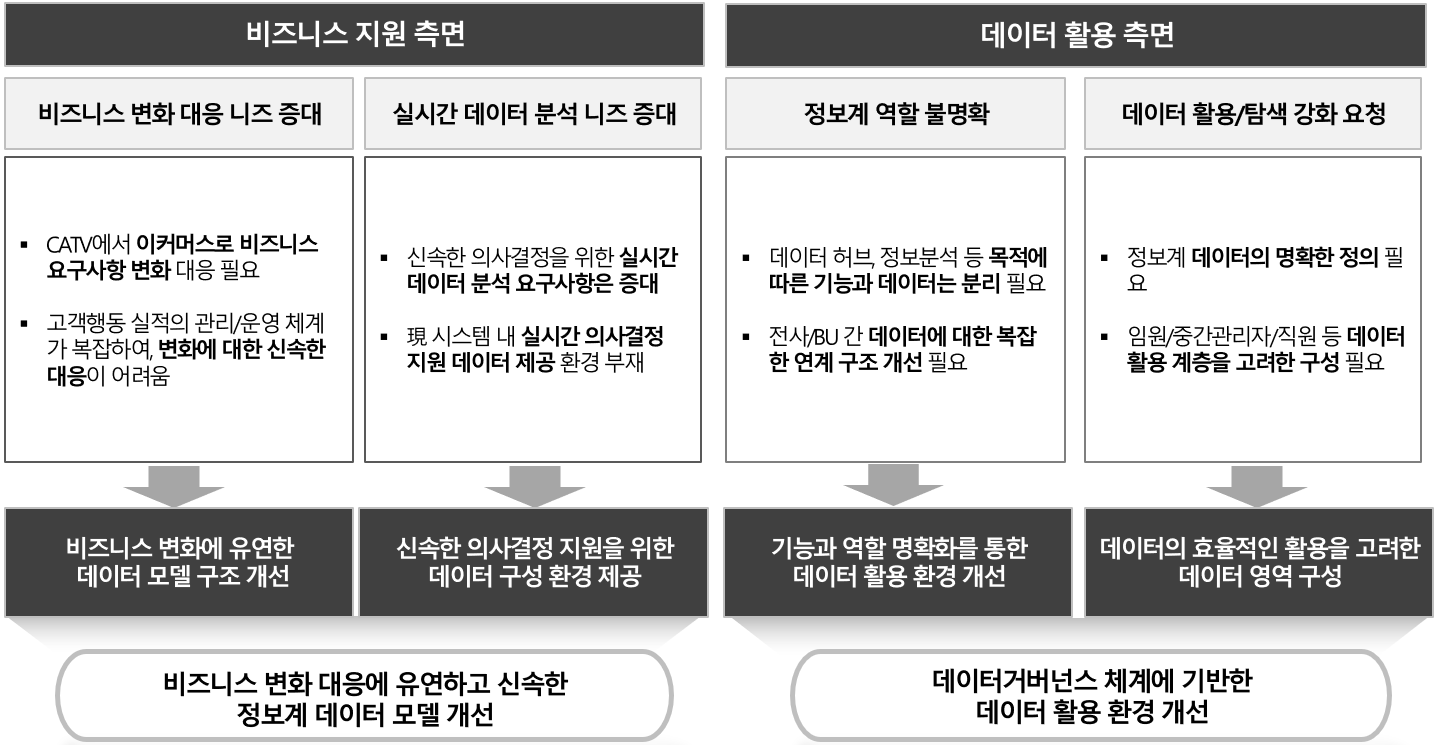 비즈니스 지원 측면
데이터 활용 측면
비즈니스 변화 대응 니즈 증대
실시간 데이터 분석 니즈 증대
정보계 역할 불명확
데이터 활용/탐색 강화 요청
▪ CATV에서 이커머스로 비즈니스
요구사항 변화 대응 필요
▪ 고객행동 실적의 관리/운영 체계
가 복잡하여, 변화에 대한 신속한
대응이 어려움
▪ 신속한 의사결정을 위한 실시간
데이터 분석 요구사항은 증대
▪ 現 시스템 내 실시간 의사결정
지원 데이터 제공 환경 부재
▪ 데이터 허브, 정보분석 등 목적에
따른 기능과 데이터는 분리 필요
▪ 전사/BU 간 데이터에 대한 복잡
한 연계 구조 개선 필요
▪ 정보계 데이터의 명확한 정의 필
요
▪ 임원/중간관리자/직원 등 데이터
활용 계층을 고려한 구성 필요
비즈니스 변화에 유연한
데이터 모델 구조 개선
신속한 의사결정 지원을 위한
데이터 구성 환경 제공
기능과 역할 명확화를 통한
데이터 활용 환경 개선
데이터의 효율적인 활용을 고려한
데이터 영역 구성
비즈니스 변화 대응에 유연하고 신속한
정보계 데이터 모델 개선
데이터거버넌스 체계에 기반한
데이터 활용 환경 개선